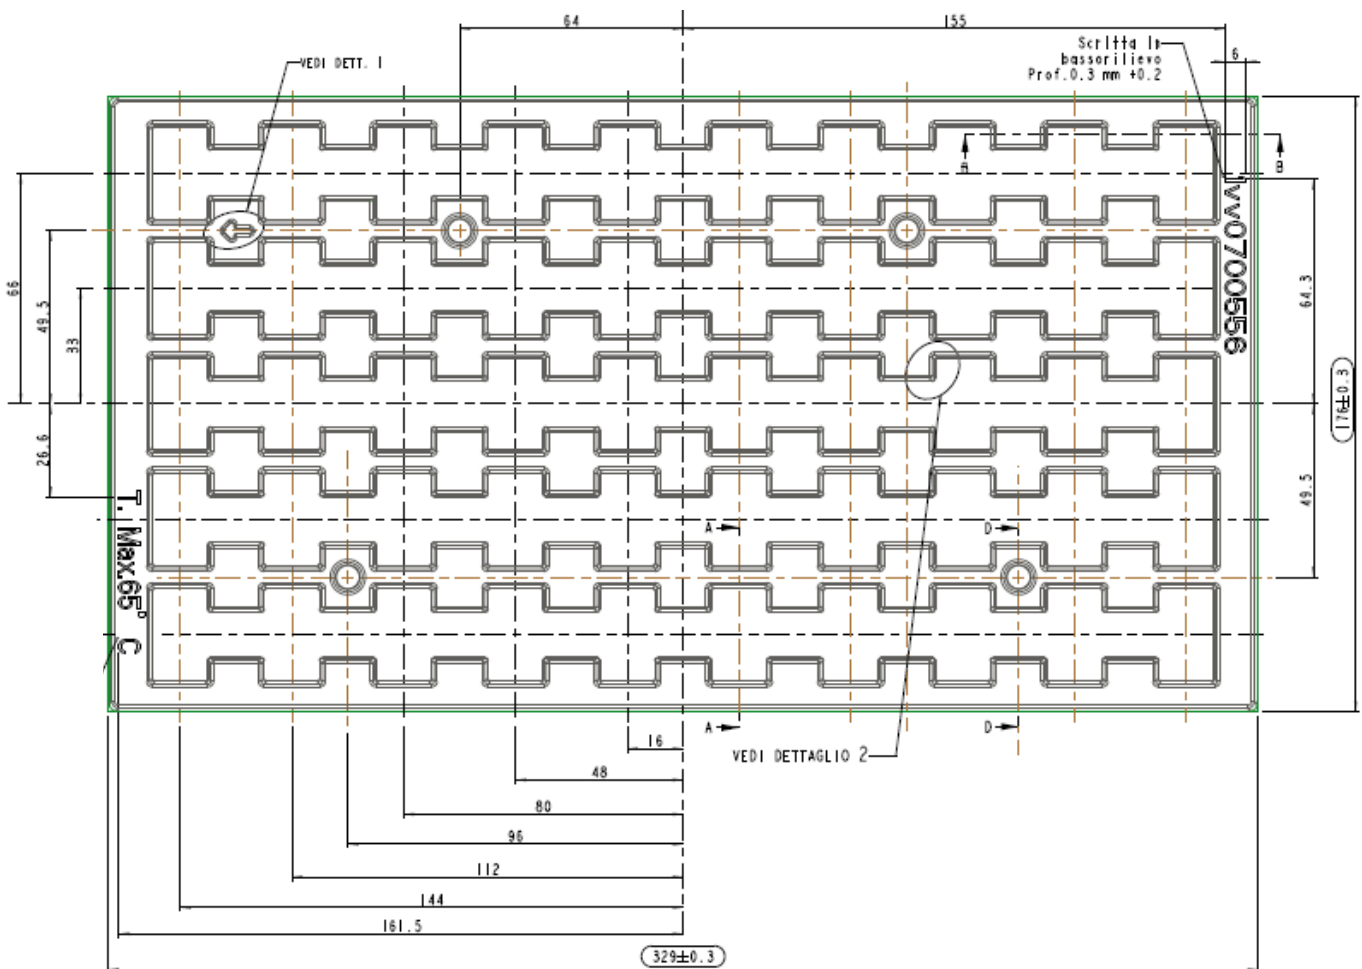 64
155
VEDI DETT. 1
Scritta in
bassorilievo
Prof.0.3 mm +0.2
6
B
B
vv0700556
66
49.5
33
26.6
64.3
49.5
176±0.3
T. Max.65° C
A
D
A
D
VEDI DETTAGLIO 2
16
48
80
96
112
144
161.5
329±0.3